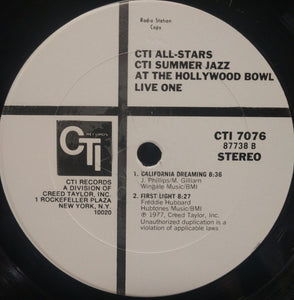 Radio Station
Copy
CTI ALL-STARS
CTI SUMMER JAZZ
AT THE HOLLYWOOD BOWL
LIVE ONE
CTI RECORDS
A DIVISION OF
CREED TAYLOR, INC.
1 ROCKEFELLER PLAZA
NEW YORK, N.Y.
10020
CTI
CTI 7076
87738 B
STEREO
1. CALIFORNIA DREAMING 8:36
J. Phillips/M. Gilliam
Wingate Music/BMI
2. FIRST LIGHT 8:27
Freddie Hubbard
Hubtones Music/BMI
℗ 1977, Creed Taylor, Inc.
Unauthorized duplication is a
violation of applicable laws